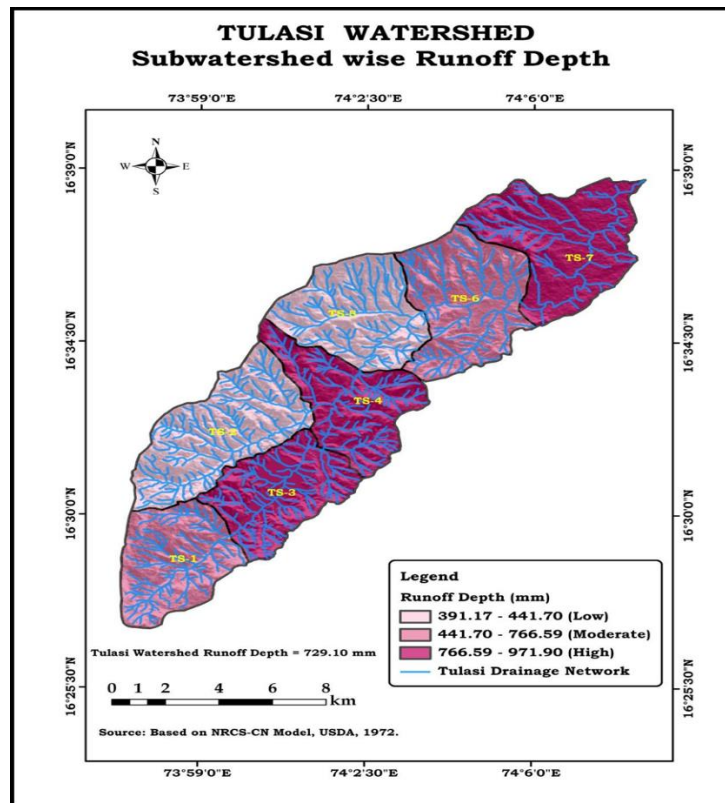 TULASI WATERSHED
Subwatershed wise Runoff Depth
73°59'0"E 74°2'30"E 74°6'0"E
N
W E
S
16°39'0"N 16°39'0"N
TS-7
TS-6
TS-5
16°34'30"N 16°34'30"N
TS-4
TS-2
TS-3
16°30'0"N 16°30'0"N
TS-1
Legend
Runoff Depth (mm)
391.17 - 441.70 (Low)
441.70 - 766.59 (Moderate)
766.59 - 971.90 (High)
Tulasi Drainage Network
Tulasi Watershed Runoff Depth = 729.10 mm
16°25'30"N 16°25'30"N
0 1 2 4 6 8
km
Source: Based on NRCS-CN Model, USDA, 1972.
73°59'0"E 74°2'30"E 74°6'0"E